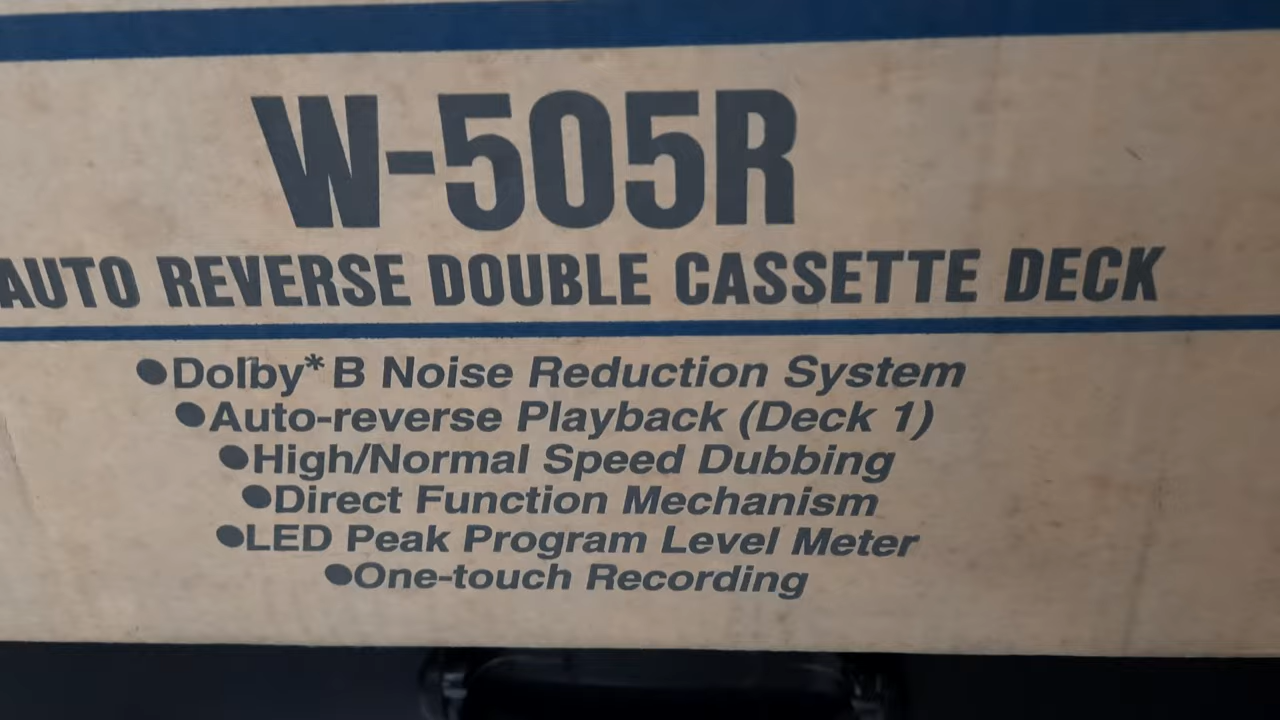 W-505R
AUTO REVERSE DOUBLE CASSETTE DECK
●Dolby* B Noise Reduction System
●Auto-reverse Playback (Deck 1)
●High/Normal Speed Dubbing
●Direct Function Mechanism
●LED Peak Program Level Meter
●One-touch Recording